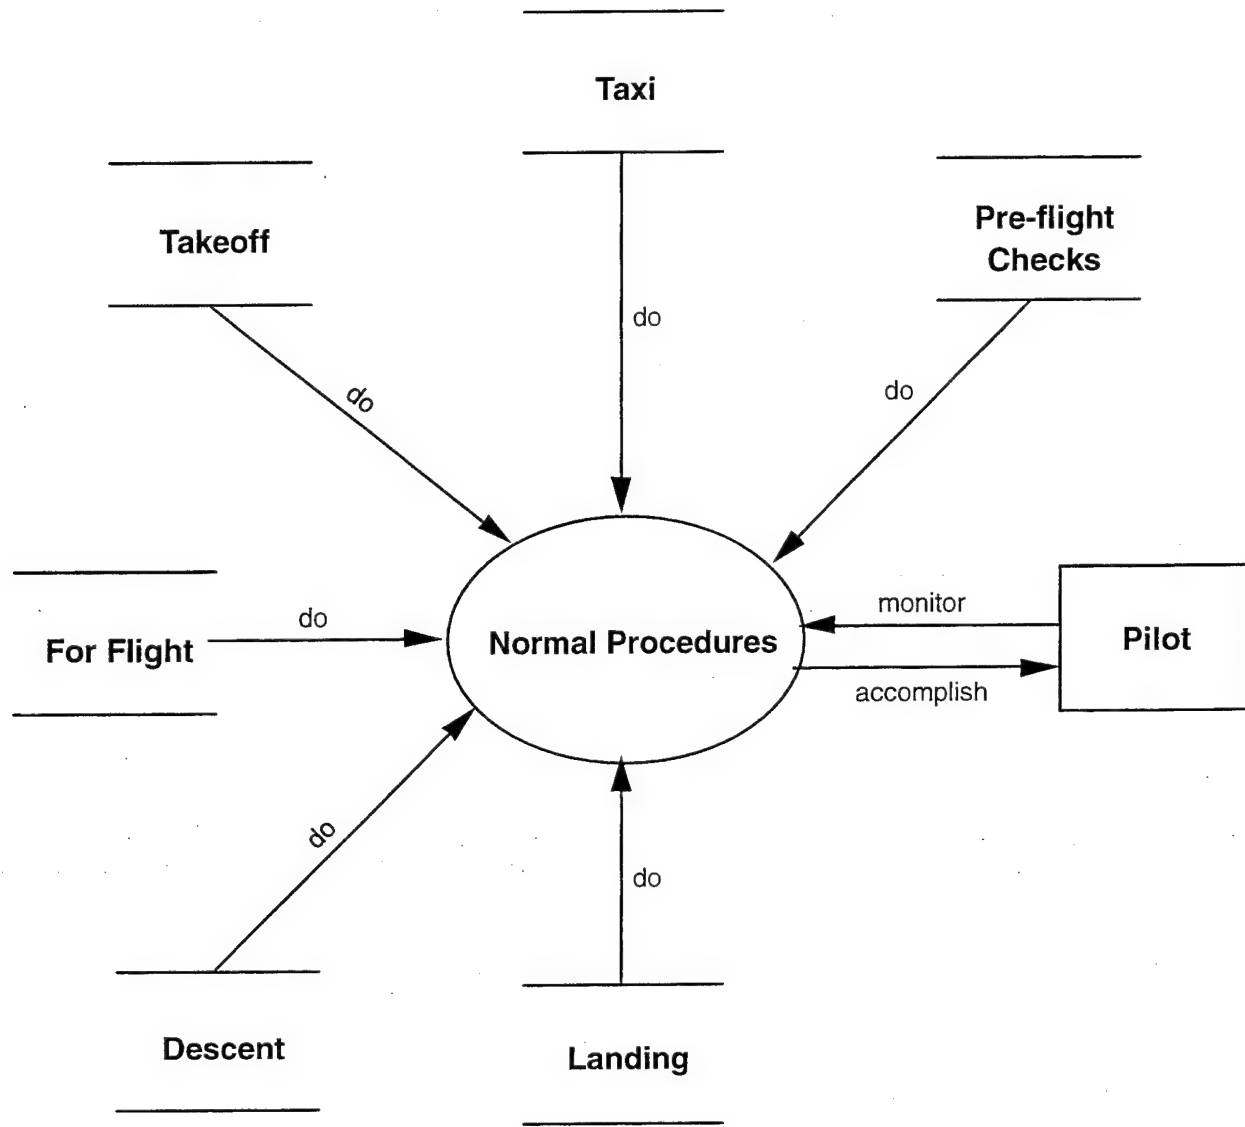 Taxi
Takeoff
Pre-flight
Checks
do
do
do
For Flight
do
Normal Procedures
monitor
accomplish
Pilot
do
do
Descent
Landing